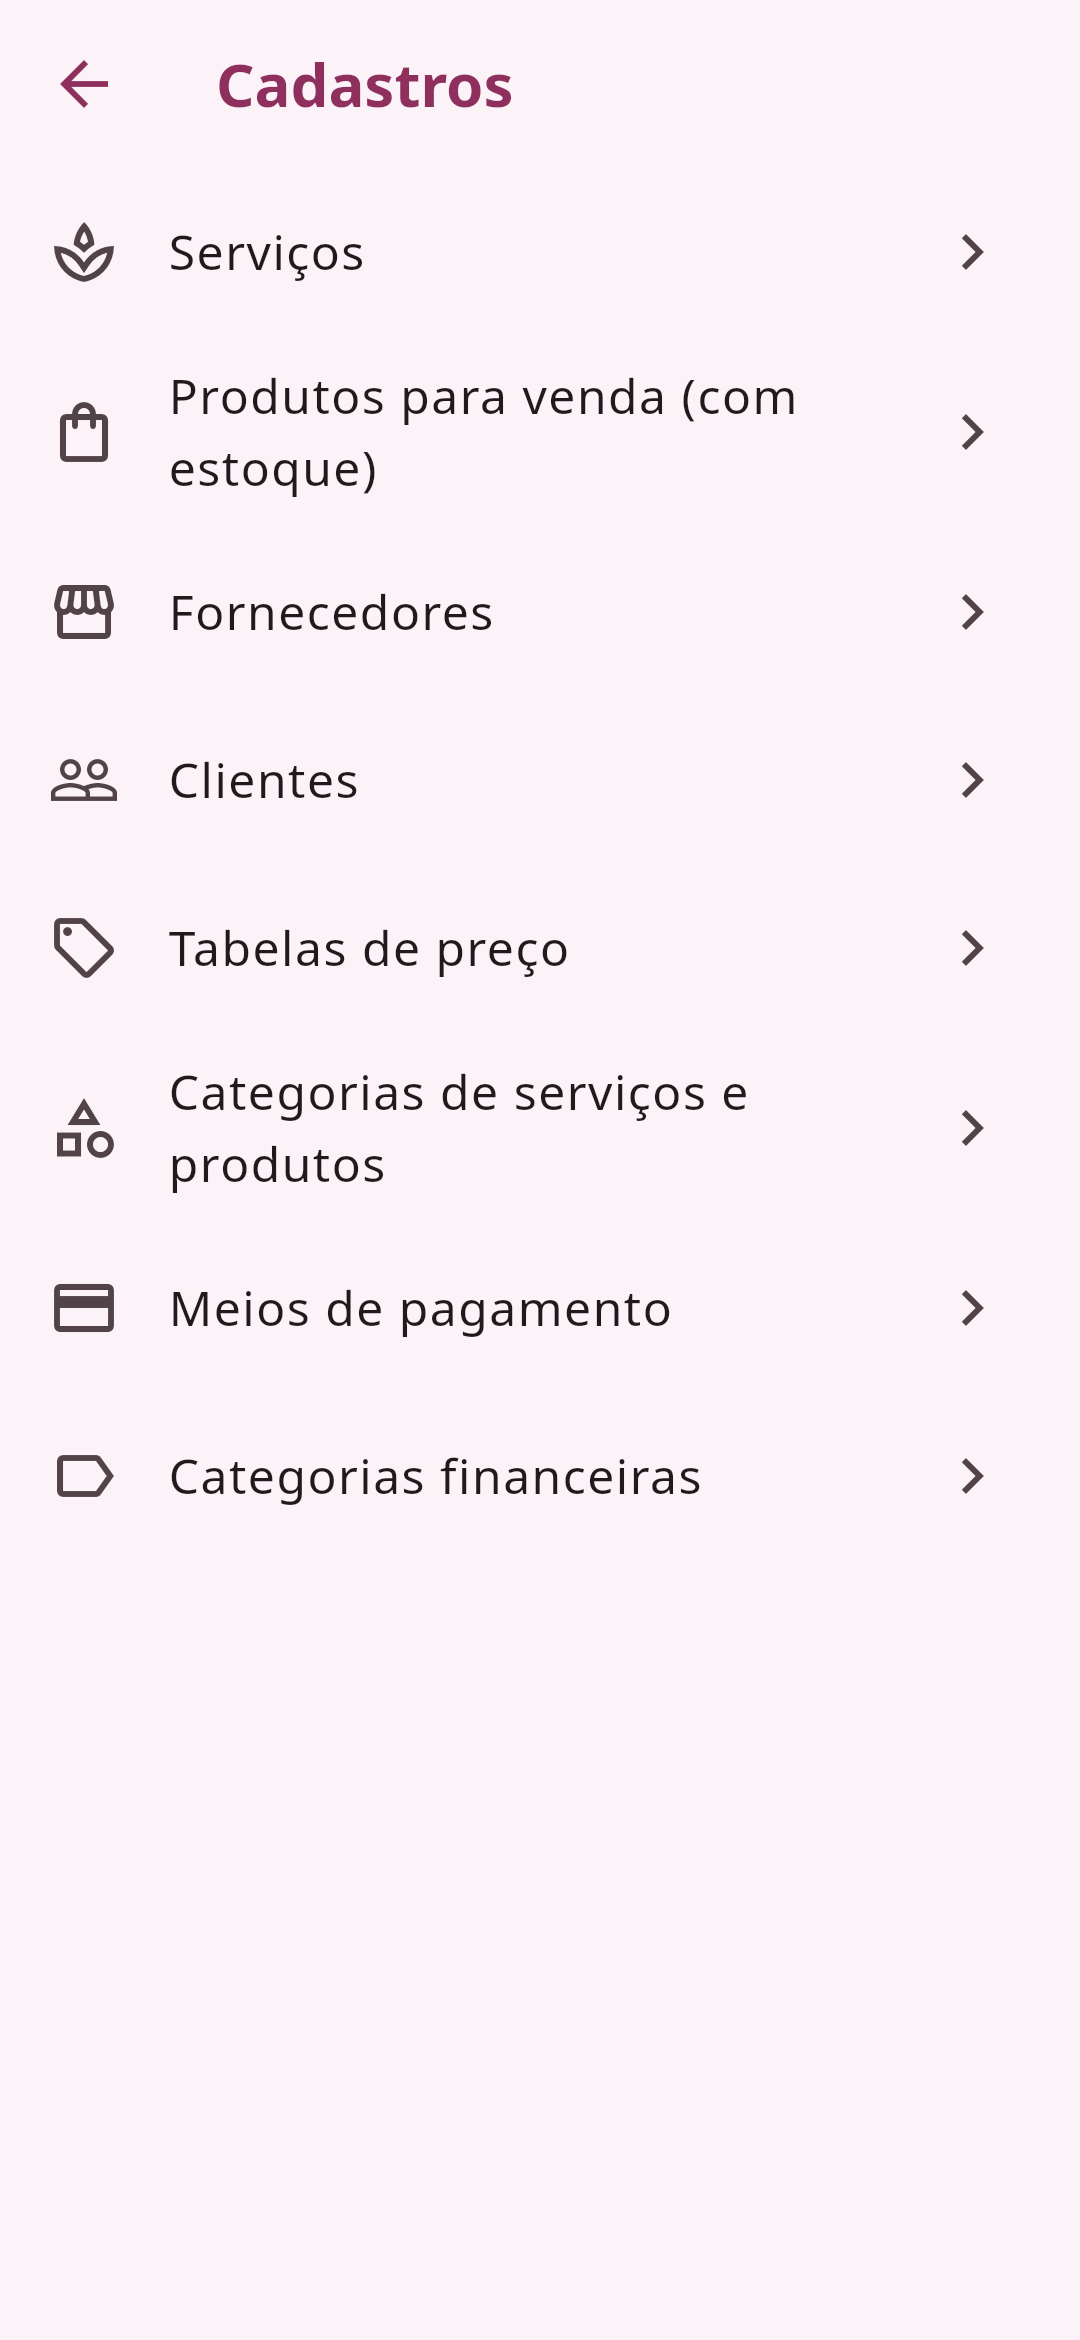 Cadastros
Serviços
Produtos para venda (com
estoque)
Fornecedores
Clientes
Tabelas de preço
Categorias de serviços e
produtos
Meios de pagamento
Categorias financeiras